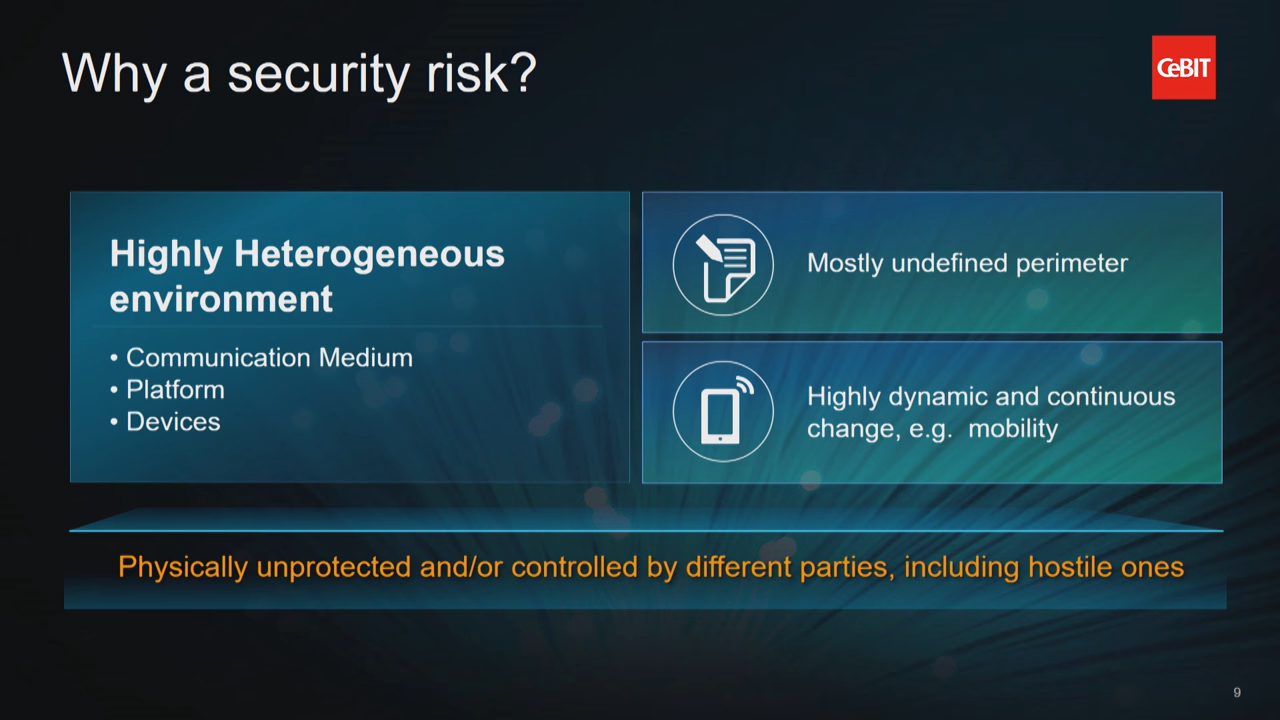 Why a security risk?
CeBIT
Highly Heterogeneous
environment
• Communication Medium
• Platform
• Devices
Mostly undefined perimeter
Highly dynamic and continuous
change, e.g.  mobility
Physically unprotected and/or controlled by different parties, including hostile ones
9